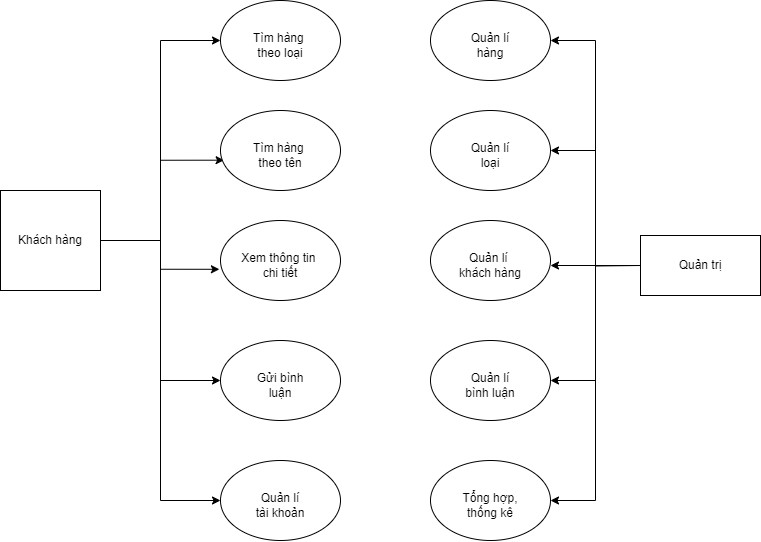 Tìm hàng
theo loại
Quản lí
hàng
Tìm hàng
theo tên
Quản lí
loại
Khách hàng
Xem thông tin
chi tiết
Quản lí
khách hàng
Quản trị
Gửi bình
luận
Quản lí
bình luận
Quản lí
tài khoản
Tổng hợp,
thống kê